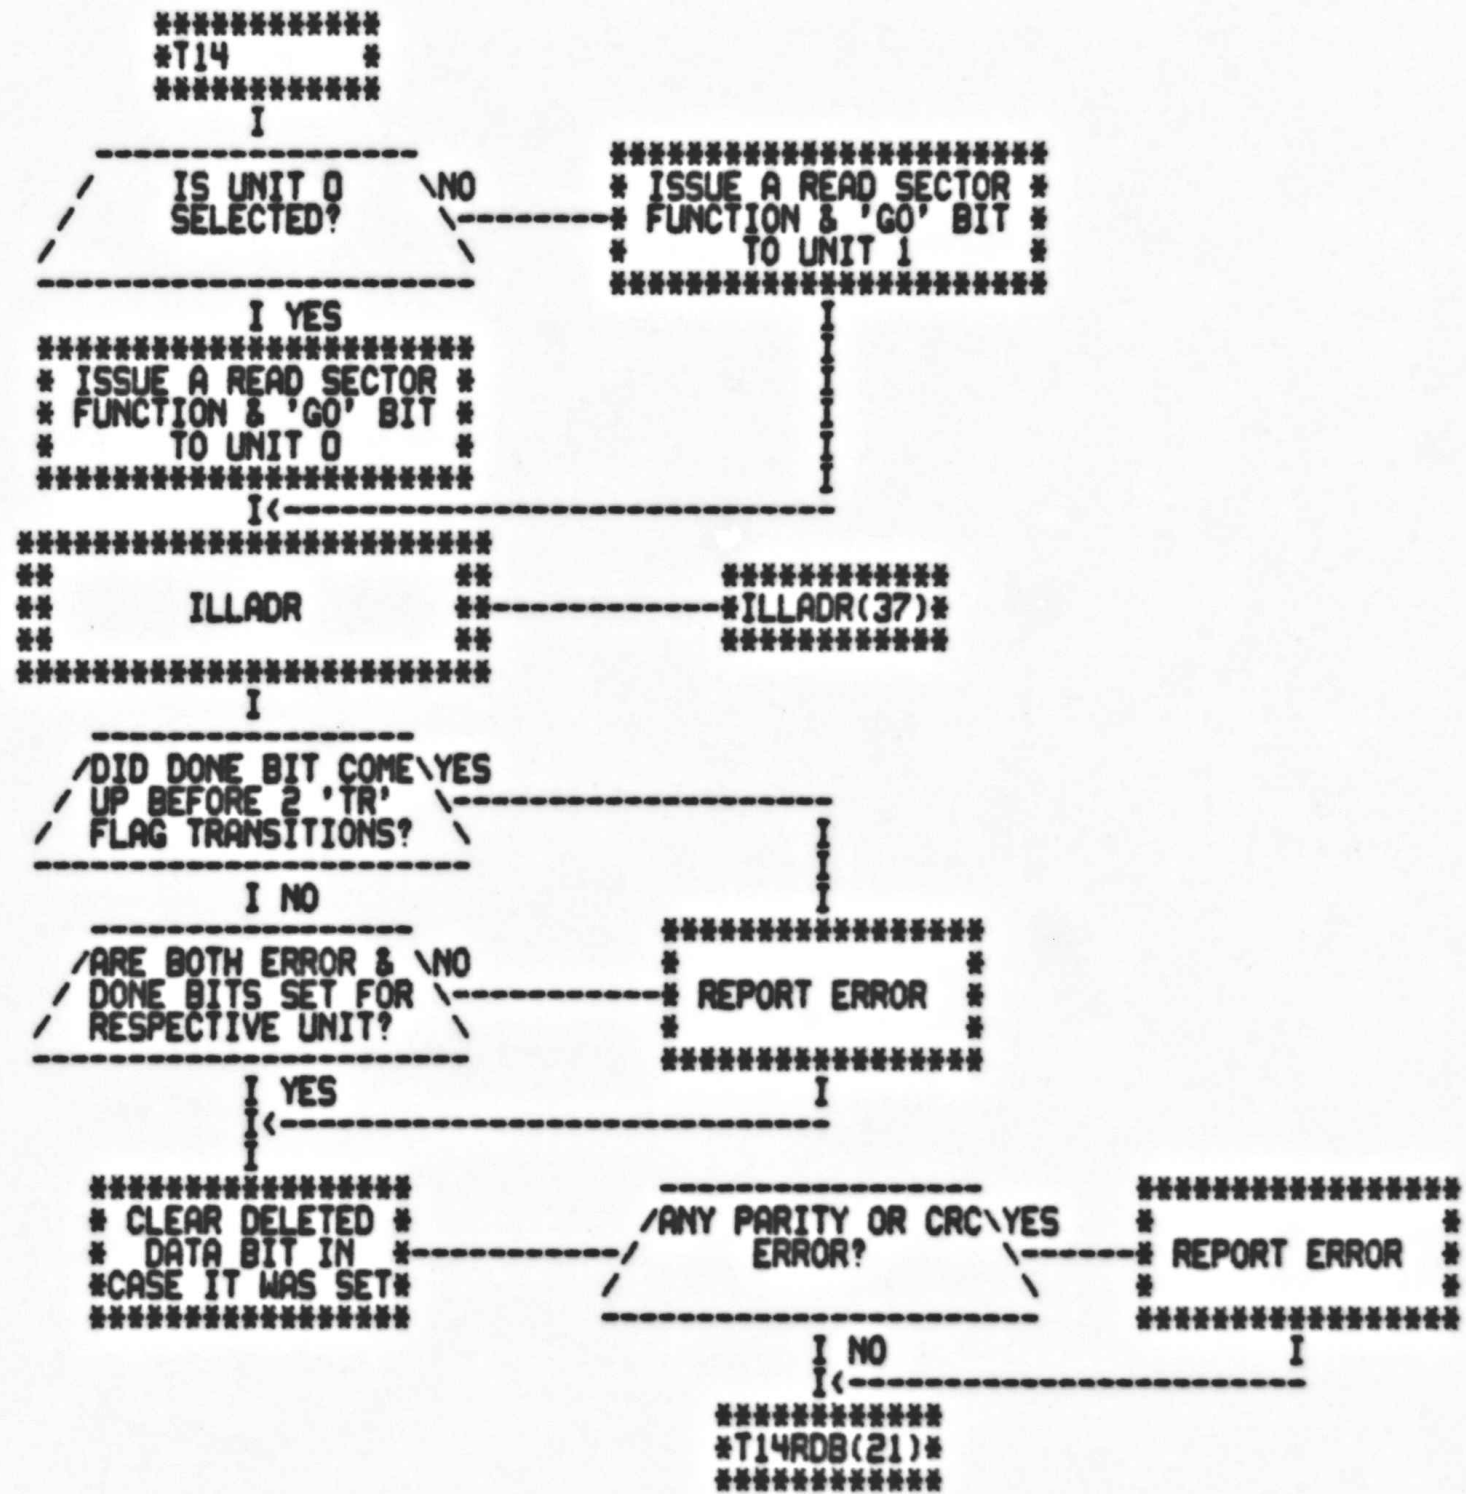 T14
IS UNIT 0
SELECTED?
NO
ISSUE A READ SECTOR
FUNCTION & 'GO' BIT
TO UNIT 1
YES
ISSUE A READ SECTOR
FUNCTION & 'GO' BIT
TO UNIT 0
ILLADR
ILLADR(37)
DID DONE BIT COME
UP BEFORE 2 'TR'
FLAG TRANSITIONS?
YES
NO
ARE BOTH ERROR &
DONE BITS SET FOR
RESPECTIVE UNIT?
NO
REPORT ERROR
YES
CLEAR DELETED
DATA BIT IN
CASE IT WAS SET
ANY PARITY OR CRC
ERROR?
YES
REPORT ERROR
NO
T14RDB(21)